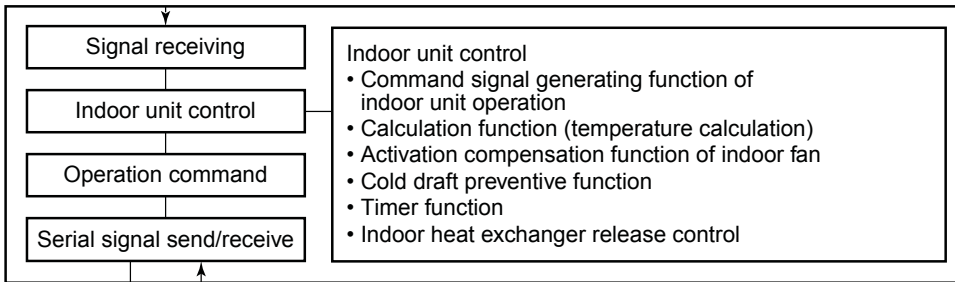 Signal receiving
Indoor unit control
Operation command
Serial signal send/receive
Indoor unit control
• Command signal generating function of
indoor unit operation
• Calculation function (temperature calculation)
• Activation compensation function of indoor fan
• Cold draft preventive function
• Timer function
• Indoor heat exchanger release control